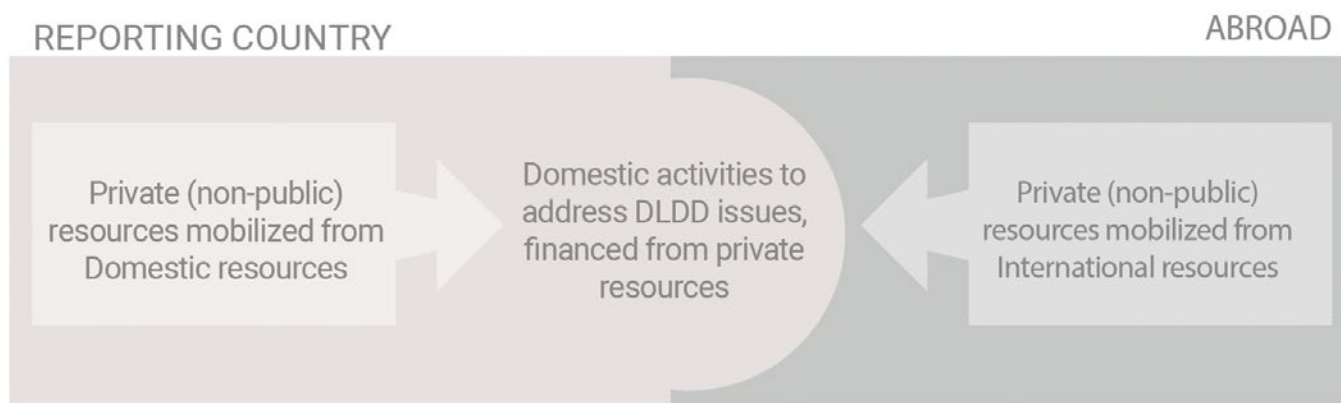 REPORTING COUNTRY
ABROAD
Private (non-public)
resources mobilized from
Domestic resources
Domestic activities to
address DLDD issues,
financed from private
resources
Private (non-public)
resources mobilized from
International resources